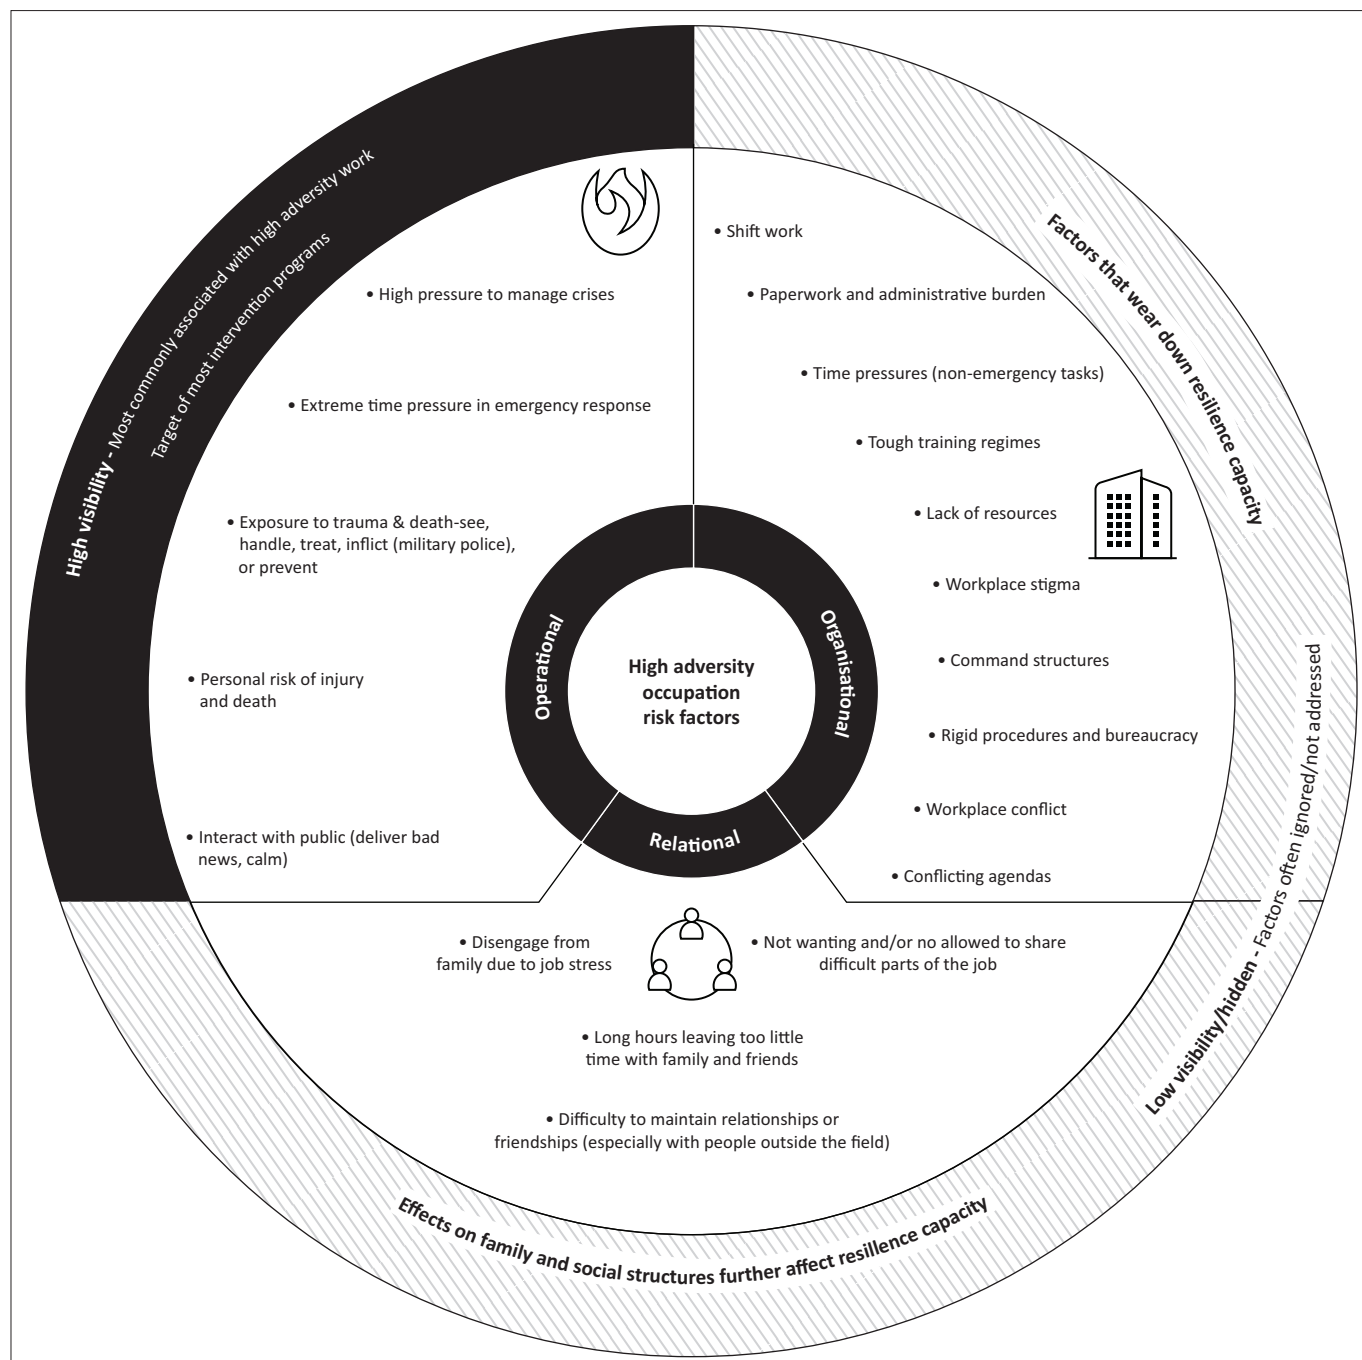 High visibility - Most commonly associated with high adversity work
Target of most intervention programs
• High pressure to manage crises
• Extreme time pressure in emergency response
• Exposure to trauma & death-see,
handle, treat, inflict (military police),
or prevent
• Personal risk of injury
and death
• Interact with public (deliver bad
news, calm)
Factors that wear down resilience capacity
• Shift work
• Paperwork and administrative burden
• Time pressures (non-emergency tasks)
• Tough training regimes
• Lack of resources
• Workplace stigma
• Command structures
• Rigid procedures and bureaucracy
• Workplace conflict
• Conflicting agendas
Low visibility/hidden - Factors often ignored/not addressed
Operational
Organisational
Relational
High adversity
occupation
risk factors
• Disengage from
family due to job stress
• Not wanting and/or no allowed to share
difficult parts of the job
• Long hours leaving too little
time with family and friends
• Difficulty to maintain relationships or
friendships (especially with people outside the field)
Effects on family and social structures further affect resillence capacity